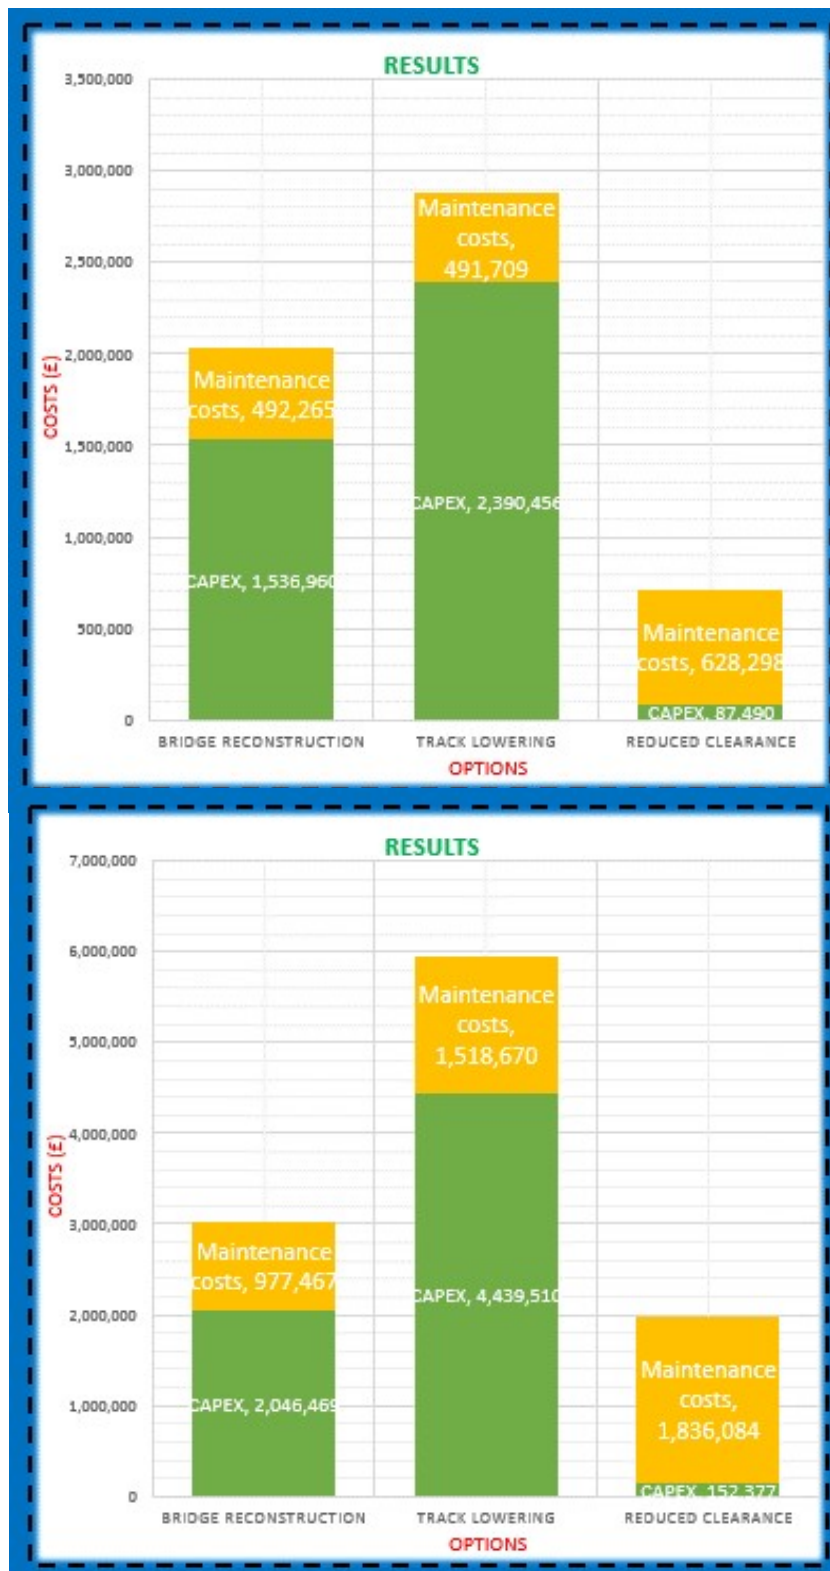 RESULTS
3,500,000
3,000,000
2,500,000
2,000,000
1,500,000
1,000,000
500,000
0
COSTS (£)
Maintenance
costs, 492,265
CAPEX, 1,536,960
Maintenance
costs,
491,709
CAPEX, 2,390,456
Maintenance
costs, 628,298
CAPEX, 87,490
BRIDGE RECONSTRUCTION
TRACK LOWERING
REDUCED CLEARANCE
OPTIONS
RESULTS
7,000,000
6,000,000
5,000,000
4,000,000
3,000,000
2,000,000
1,000,000
0
COSTS (£)
Maintenance
costs, 977,467
CAPEX, 2,046,469
Maintenance
costs,
1,518,670
CAPEX, 4,439,510
Maintenance
costs,
1,836,084
CAPEX, 152,377
BRIDGE RECONSTRUCTION
TRACK LOWERING
REDUCED CLEARANCE
OPTIONS